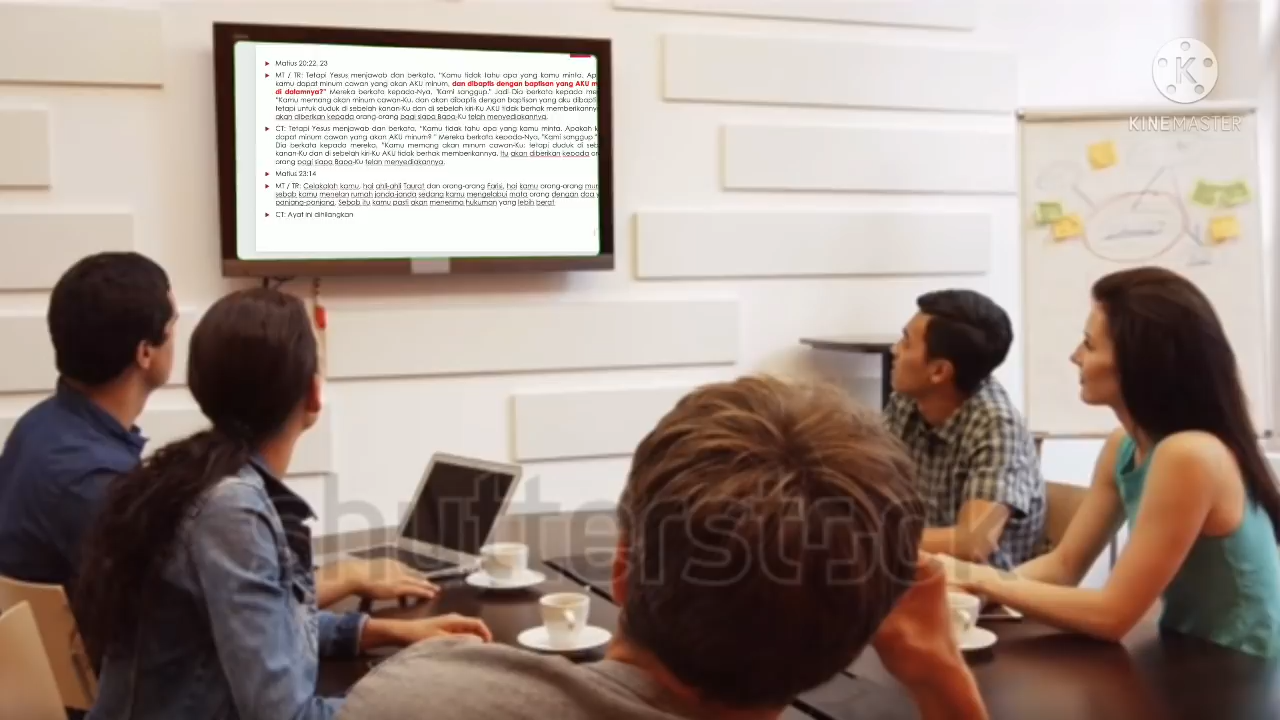 Matius 20:22, 23
MT / TR: Tetapi Yesus menjawab dan berkata, "Kamu tidak tahu apa yang kamu minta. Ap
kamu dapat minum cawan yang akan AKU minum, dan dibaptis dengan baptisan yang AKU m
di dalamnya?" Mereka berkata kepada-Nya, "Kami sanggup." Jadi Dia berkata kepada me
"Kamu memang akan minum cawan-Ku, dan akan dibaptis dengan baptisan yang aku dibapti
tetapi untuk duduk di sebelah kanan-Ku dan di sebelah kiri-Ku AKU tidak berhak memberikanny
akan diberikan kepada orang-orang bagi siapa Bapa-Ku telah menyediakannya.
CT: Tetapi Yesus menjawab dan berkata, "Kamu tidak tahu apa yang kamu minta. Apakah k
dapat minum cawan yang akan AKU minum? " Mereka berkata kepada-Nya, "Kami sanggup "
Dia berkata kepada mereka, "Kamu memang akan minum cawan-Ku: tetapi duduk di se
kanan-Ku dan di sebelah kiri-Ku AKU tidak berhak memberikannya. Itu akan diberikan kepada or
orang bagi siapa Bapa-Ku telah menyediakannya.
Matius 23:14
MT / TR: Celakalah kamu, hai ahli-ahli Taurat dan orang-orang Farisi, hai kamu orang-orang mun
sebab kamu menelan rumah janda-janda sedang kamu mengelabui mata orang dengan doa y
panjang-panjang. Sebab itu kamu pasti akan menerima hukuman yang lebih berat
CT: Ayat ini dihilangkan
K
KINEMASTER
shutterstock